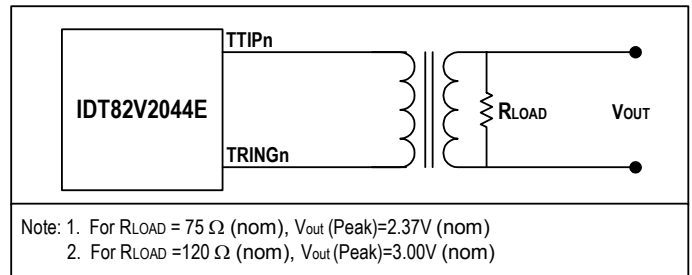 TTIPn
IDT82V2044E
RLOAD
VOUT
TRINGn
Note: 1. For RLOAD = 75 Ω (nom), Vout (Peak)=2.37V (nom)
2. For RLOAD =120 Ω (nom), Vout (Peak)=3.00V (nom)